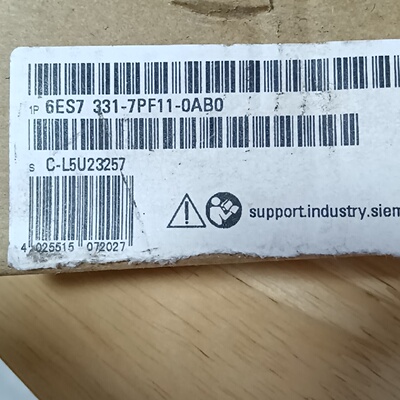 1P 6ES7 331-7PF11-0AB0
S C-L5U23257
4 025515 072027
support.industry.siem